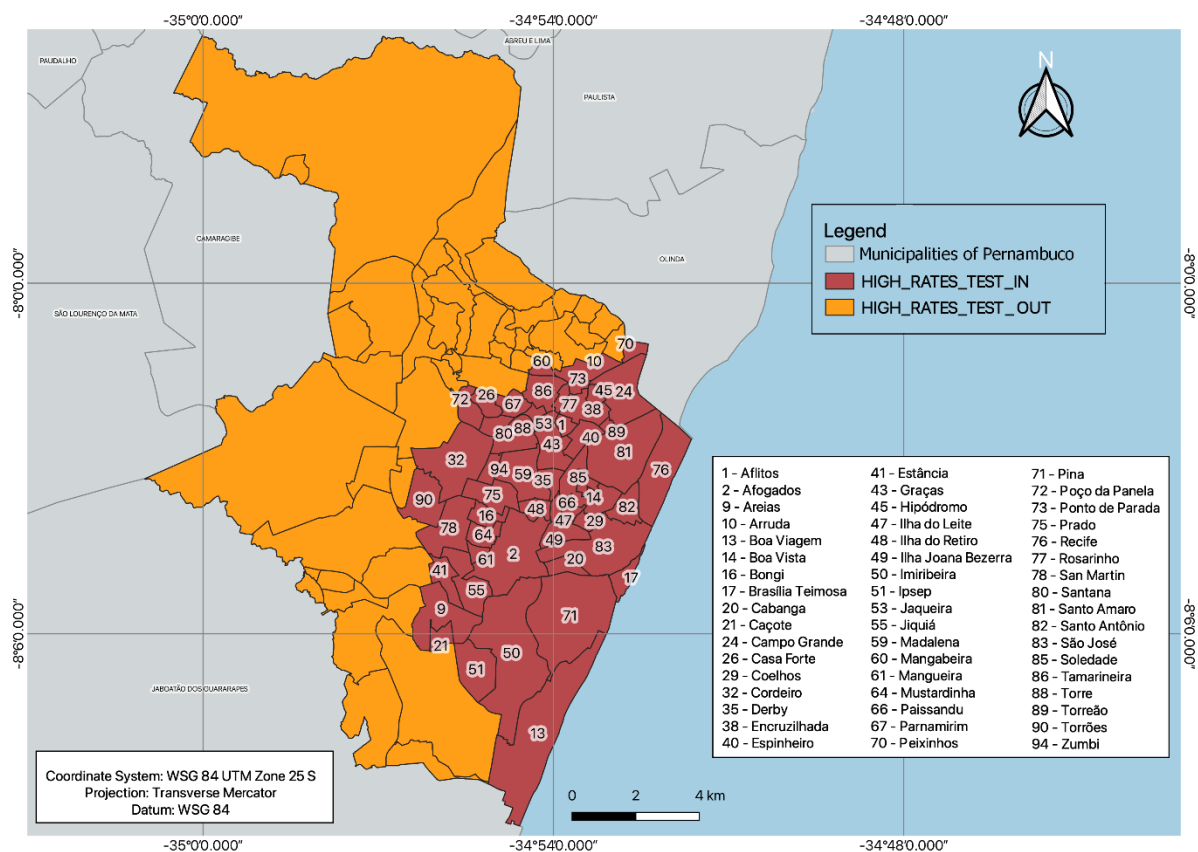 -35°0'0.000"
-34°540.000"
-34°48'0.000"
ABREU E LIMA
PAUDALHO
PAULISTA
N
CAMARAGIBE
OLINDA
SÃO LOURENÇO DA MATA
JABOATÃO DOS GUARARAPES
-8°0'0.000"
-8°0'0.000"
-8°6'0.000"
-8°6'0.000"
Legend
Municipalities of Pernambuco
HIGH_RATES_TEST_IN
HIGH_RATES_TEST_OUT
70
60
10
73
86
26
72
67
77
45
24
38
88
53
1
80
43
40
89
81
32
94
59
35
85
76
90
75
48
66
14
82
16
47
29
78
64
49
83
2
61
20
41
17
55
9
71
21
50
51
13
1 - Aflitos
2 - Afogados
9 - Areias
10 - Arruda
13 - Boa Viagem
14 - Boa Vista
16 - Bongi
17 - Brasília Teimosa
20 - Cabanga
21 - Caçote
24 - Campo Grande
26 - Casa Forte
29 - Coelhos
32 - Cordeiro
35 - Derby
38 - Encruzilhada
40 - Espinheiro
41 - Estância
43 - Graças
45 - Hipódromo
47 - Ilha do Leite
48 - Ilha do Retiro
49 - Ilha Joana Bezerra
50 - Imiribeira
51 - Ipsep
53 - Jaqueira
55 - Jiquiá
59 - Madalena
60 - Mangabeira
61 - Mangueira
64 - Mustardinha
66 - Paissandu
67 - Parnamirim
70 - Peixinhos
71 - Pina
72 - Poço da Panela
73 - Ponto de Parada
75 - Prado
76 - Recife
77 - Rosarinho
78 - San Martin
80 - Santana
81 - Santo Amaro
82 - Santo Antônio
83 - São José
85 - Soledade
86 - Tamarineira
88 - Torre
89 - Torreão
90 - Torrões
94 - Zumbi
Coordinate System: WSG 84 UTM Zone 25 S
Projection: Transverse Mercator
Datum: WSG 84
0 2 4 km
-35°0'0.000"
-34°540.000"
-34°48'0.000"